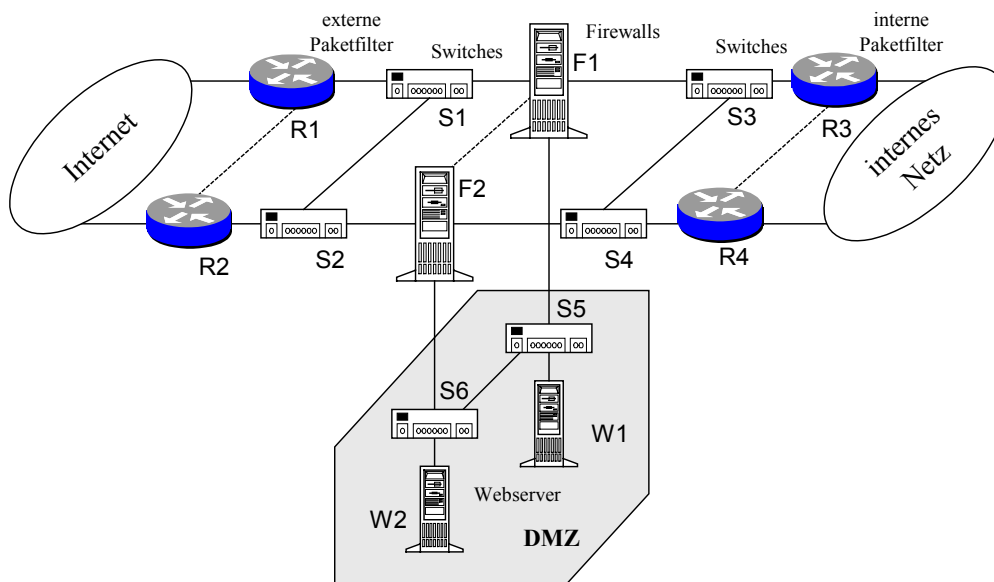 externe
Paketfilter
Switches
Firewalls
F1
Switches
interne
Paketfilter
Internet
R1
S1
S3
R3
internes
Netz
F2
R2
S2
S4
R4
S5
S6
W1
W2
Webserver
DMZ